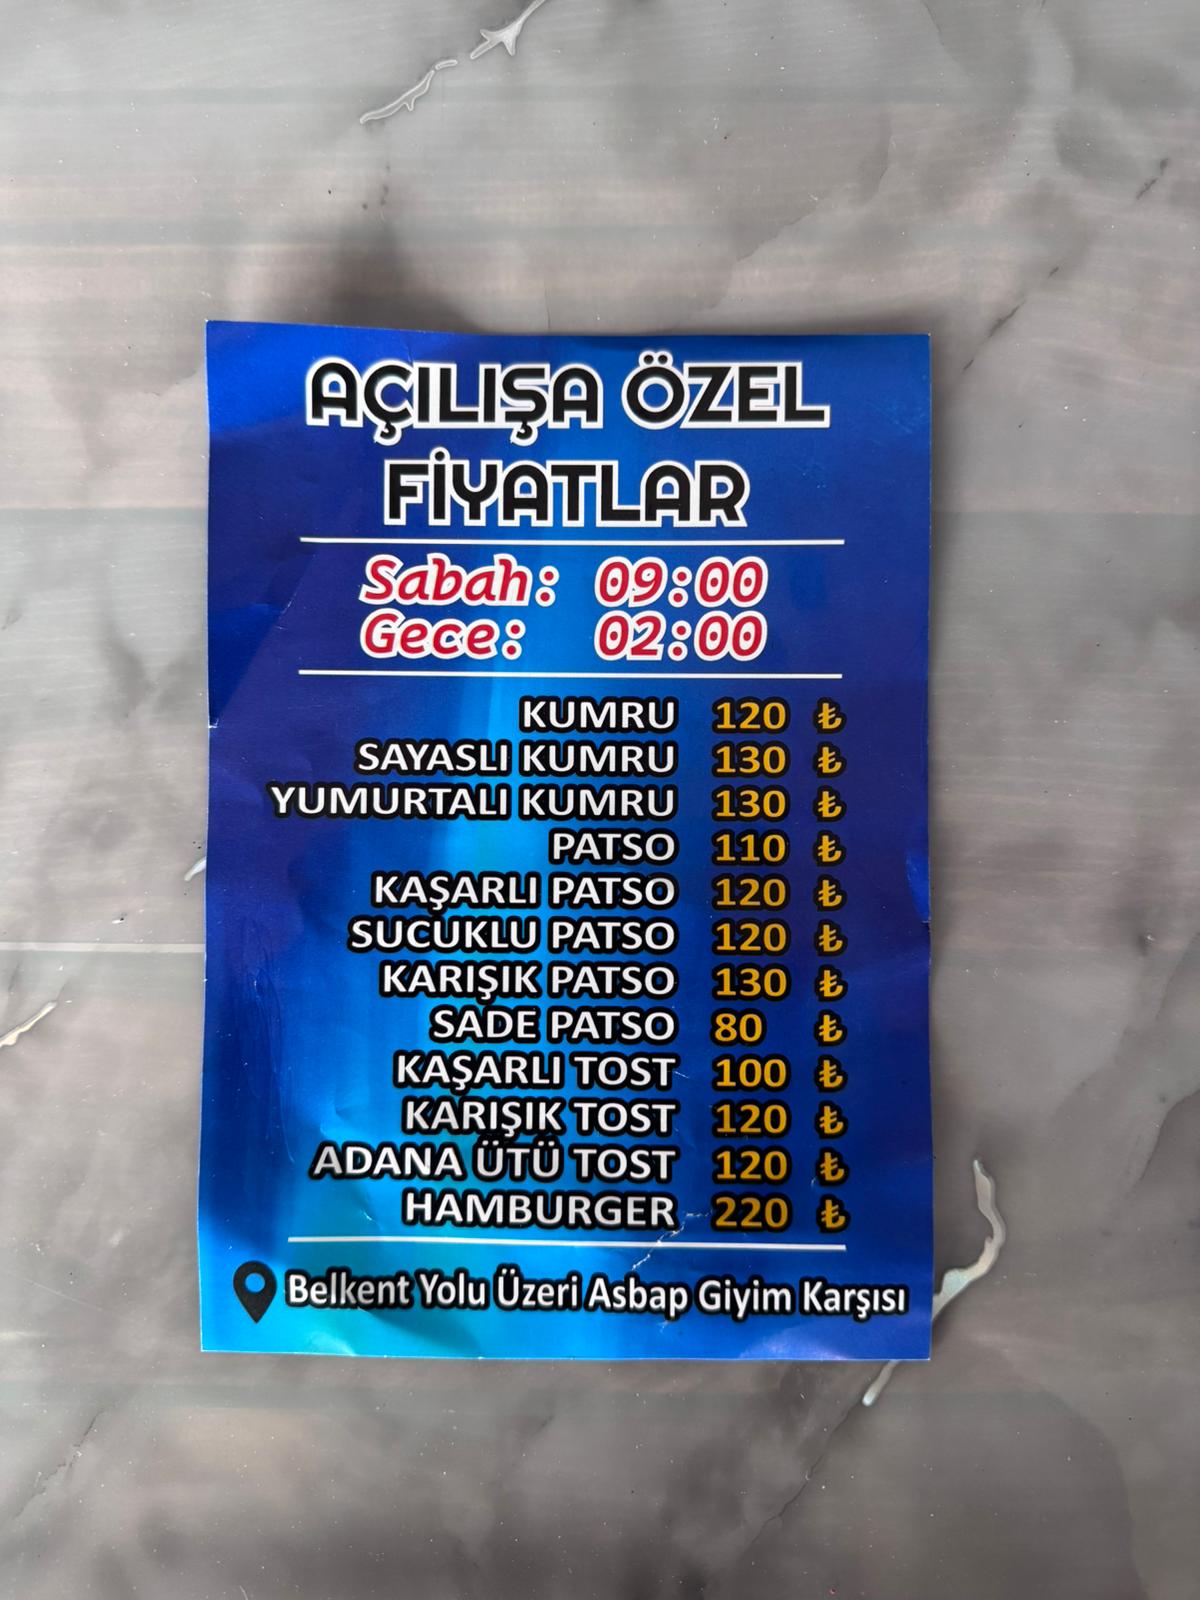 AÇILIŞA ÖZEL
FİYATLAR
Sabah: 09:00
Gece: 02:00
KUMRU 120 ₺
SAYASLI KUMRU 130 ₺
YUMURTALI KUMRU 130 ₺
PATSO 110 ₺
KAŞARLI PATSO 120 ₺
SUCUKLU PATSO 120 ₺
KARIŞIK PATSO 130 ₺
SADE PATSO 80 ₺
KAŞARLI TOST 100 ₺
KARIŞIK TOST 120 ₺
ADANA ÜTÜ TOST 120 ₺
HAMBURGER 220 ₺
Belkent Yolu Üzeri Asbap Giyim Karşısı